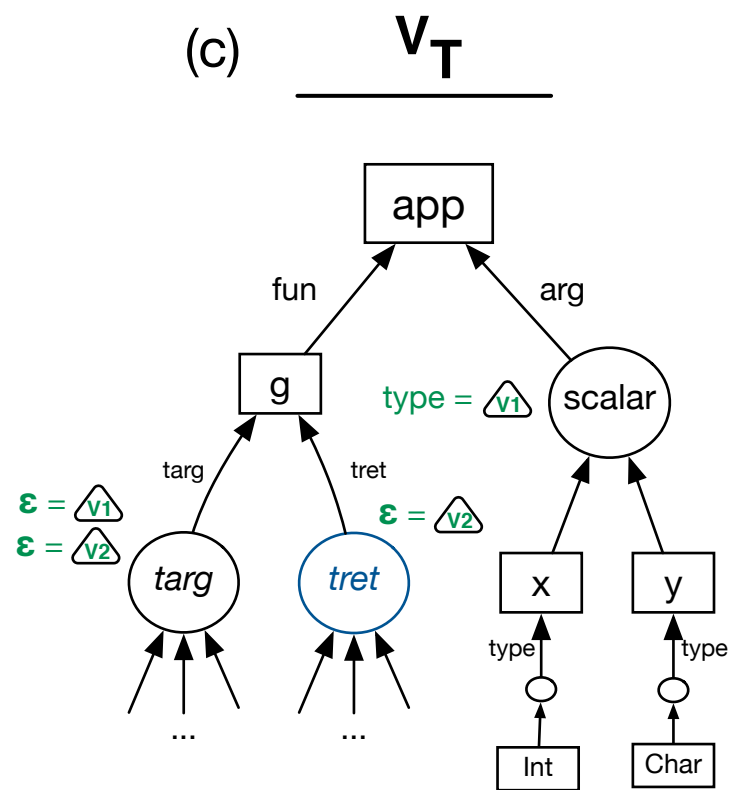 (c) V_T
app
fun
arg
g
type = V1
scalar
targ
tret
ε = V1
ε = V2
ε = V2
targ
tret
x
y
type
type
...
...
Int
Char